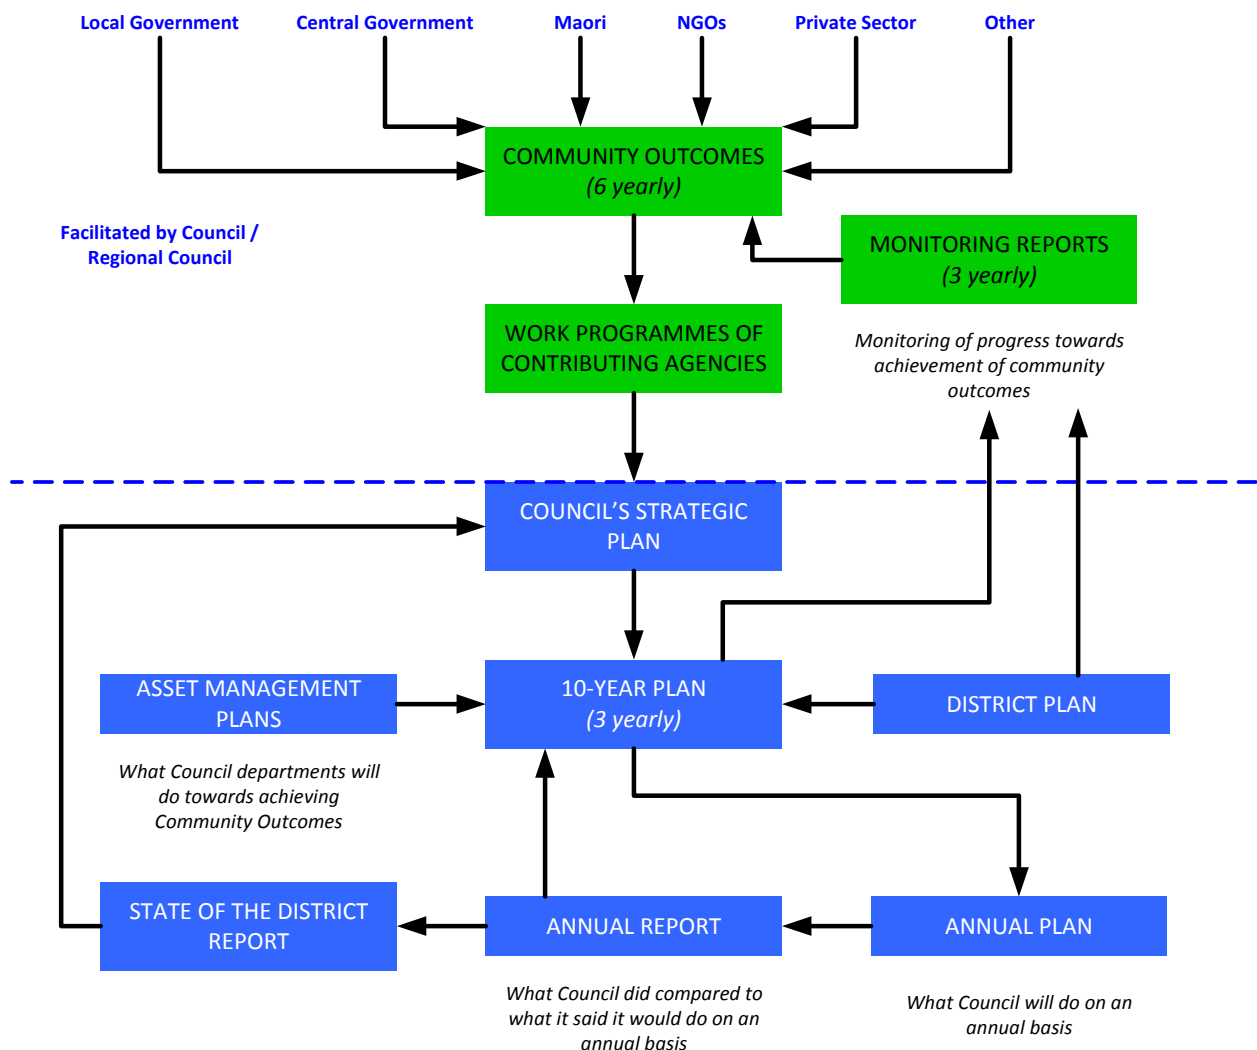 Local Government
Central Government
Maori
NGOs
Private Sector
Other
COMMUNITY OUTCOMES
(6 yearly)
Facilitated by Council /
Regional Council
MONITORING REPORTS
(3 yearly)
WORK PROGRAMMES OF
CONTRIBUTING AGENCIES
Monitoring of progress towards
achievement of community
outcomes
COUNCIL’S STRATEGIC
PLAN
ASSET MANAGEMENT
PLANS
10-YEAR PLAN
(3 yearly)
DISTRICT PLAN
What Council departments will
do towards achieving
Community Outcomes
STATE OF THE DISTRICT
REPORT
ANNUAL REPORT
ANNUAL PLAN
What Council did compared to
what it said it would do on an
annual basis
What Council will do on an
annual basis